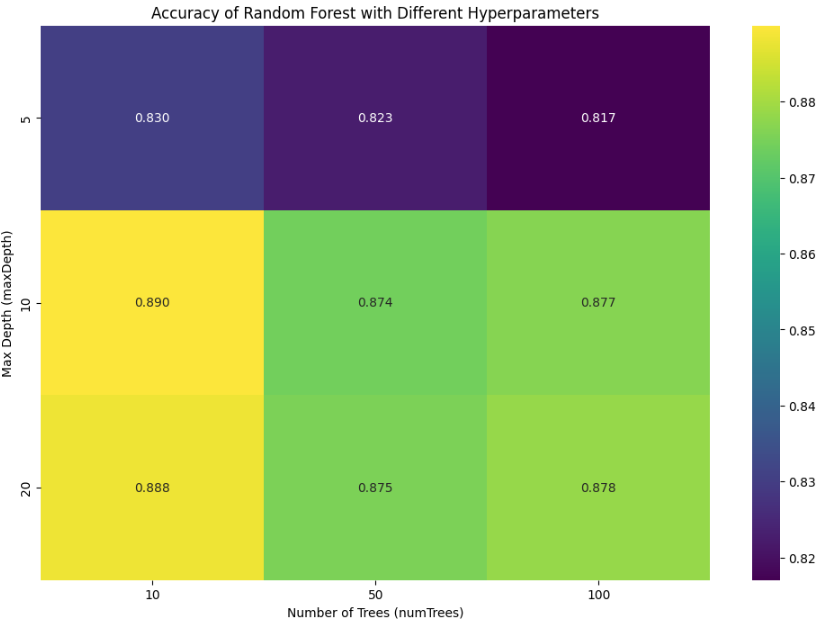 Accuracy of Random Forest with Different Hyperparameters
Max Depth (maxDepth)
5
0.830 0.823 0.817
10
0.890 0.874 0.877
20
0.888 0.875 0.878
10 50 100
Number of Trees (numTrees)
0.88
0.87
0.86
0.85
0.84
0.83
0.82